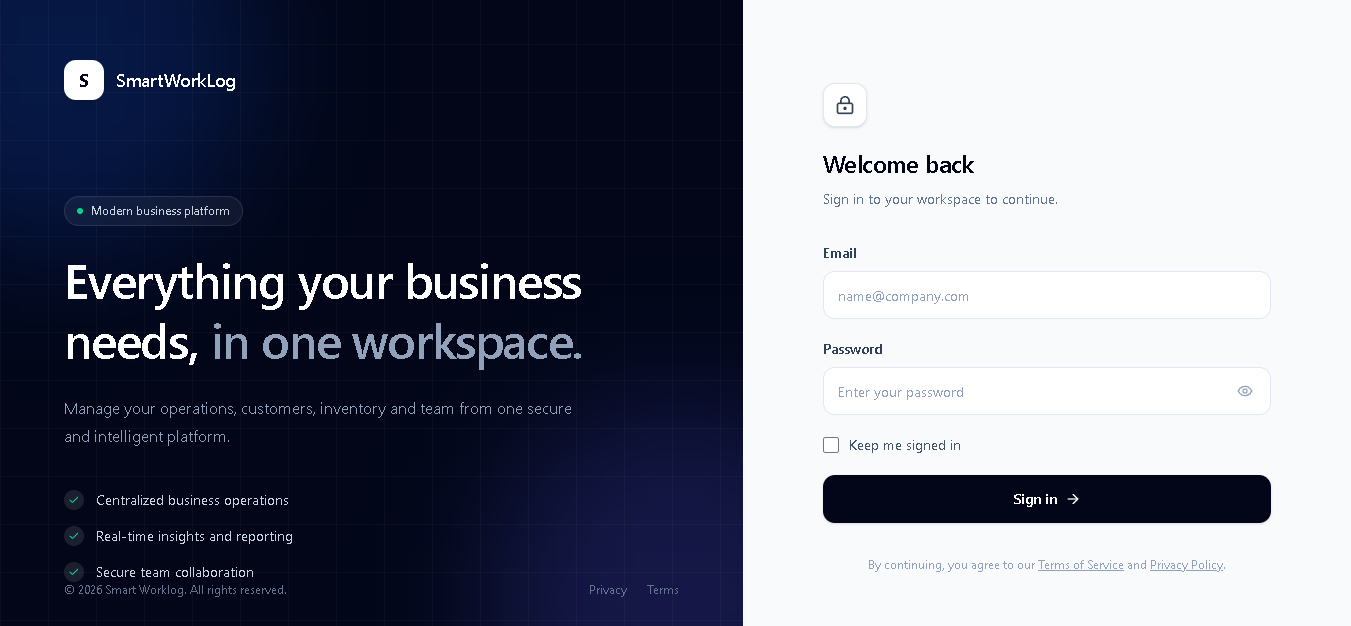 S
SmartWorkLog
Modern business platform
Everything your business
needs, in one workspace.
Manage your operations, customers, inventory and team from one secure
and intelligent platform.
Centralized business operations
Real-time insights and reporting
Secure team collaboration
© 2026 Smart Worklog. All rights reserved.
Privacy
Terms
Welcome back
Sign in to your workspace to continue.
Email
name@company.com
Password
Enter your password
Keep me signed in
Sign in →
By continuing, you agree to our Terms of Service and Privacy Policy.